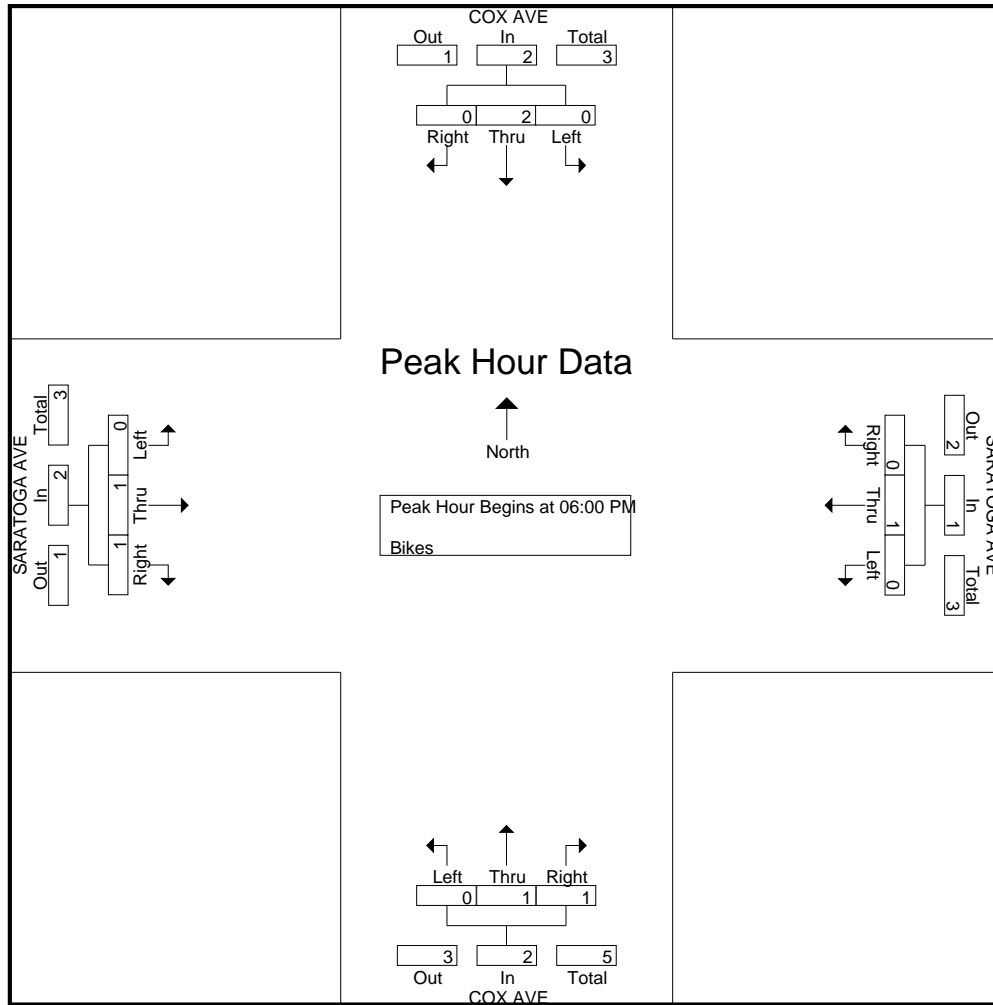 COX AVE
Out In Total
1 2 3
0 2 0
Right Thru Left
Peak Hour Data
North
Peak Hour Begins at 06:00 PM
Bikes
SARATOGA AVE
Out In Total
1 2 3
Right Thru Left
1 1 0
SARATOGA AVE
Out In Total
2 1 3
Right Thru Left
0 1 0
Left Thru Right
0 1 1
3 2 5
Out In Total
COX AVE